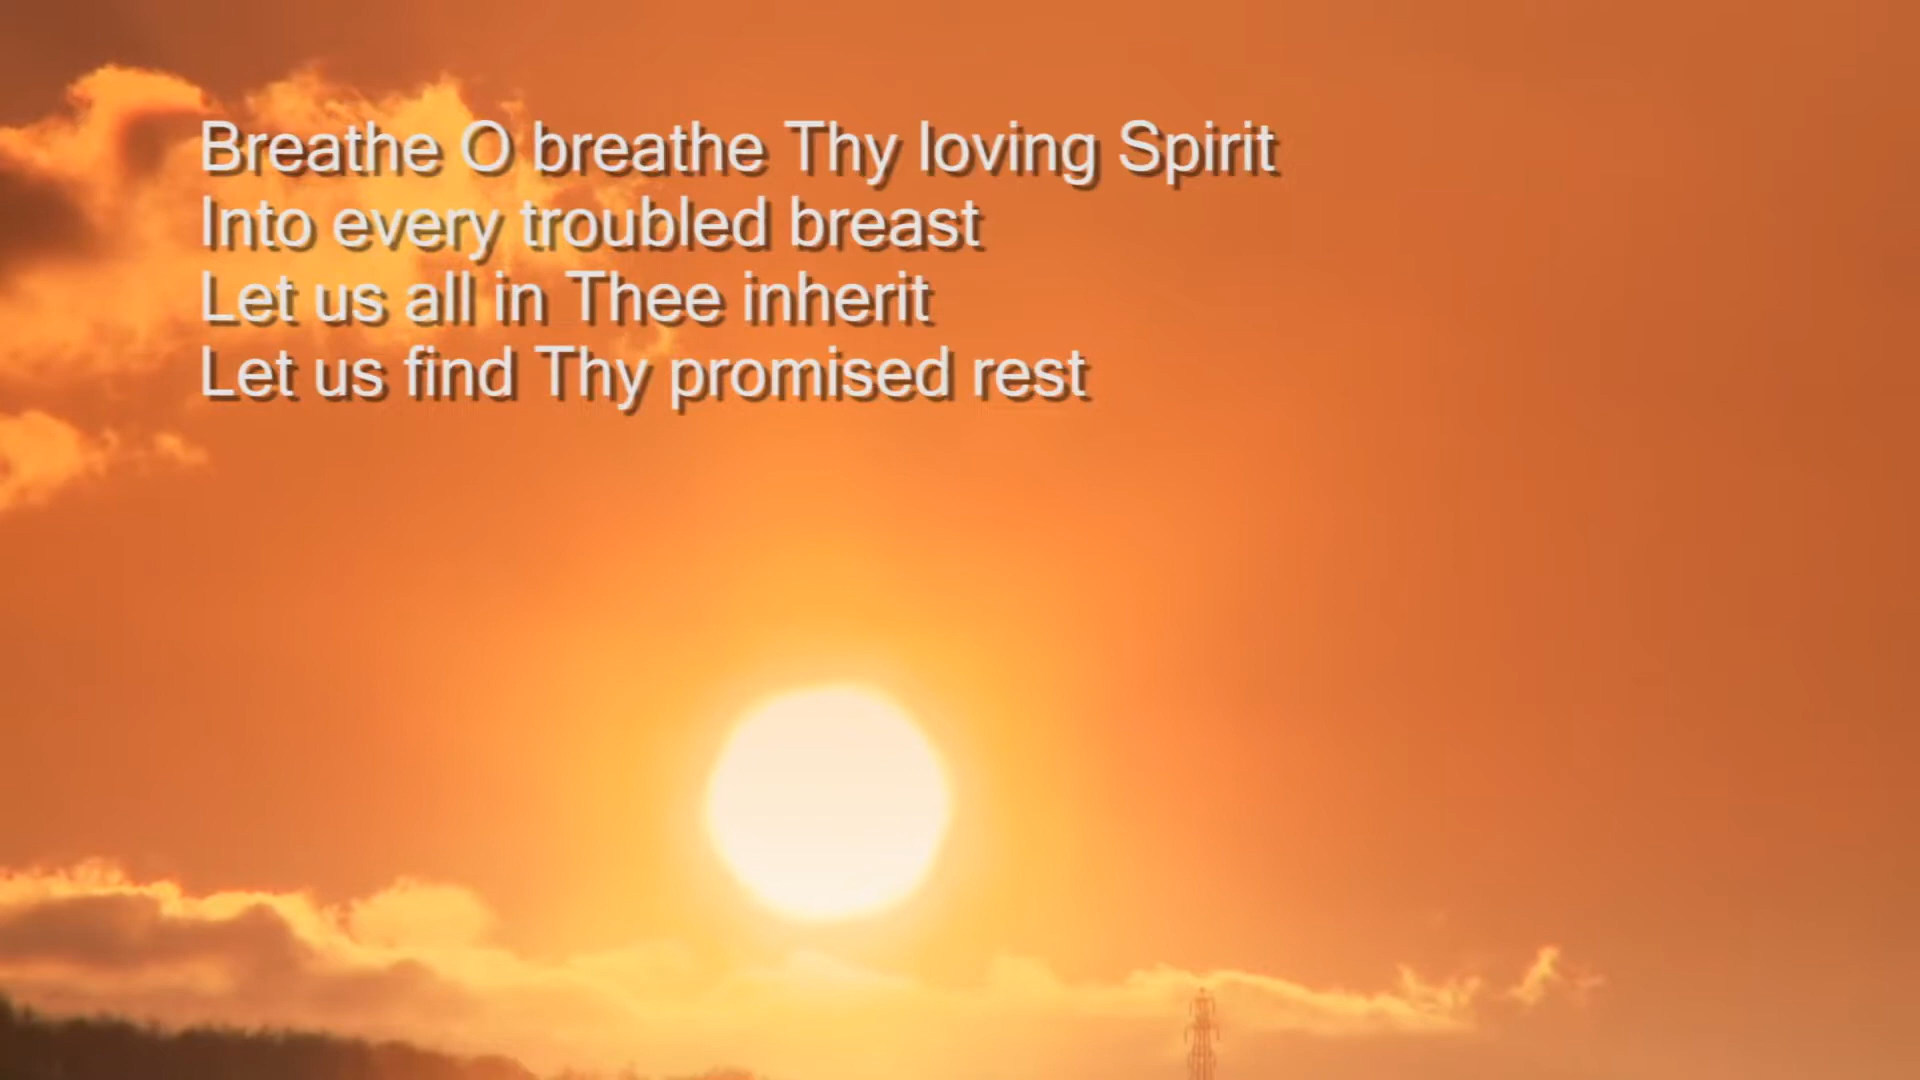 Breathe O breathe Thy loving Spirit
Into every troubled breast
Let us all in Thee inherit
Let us find Thy promised rest